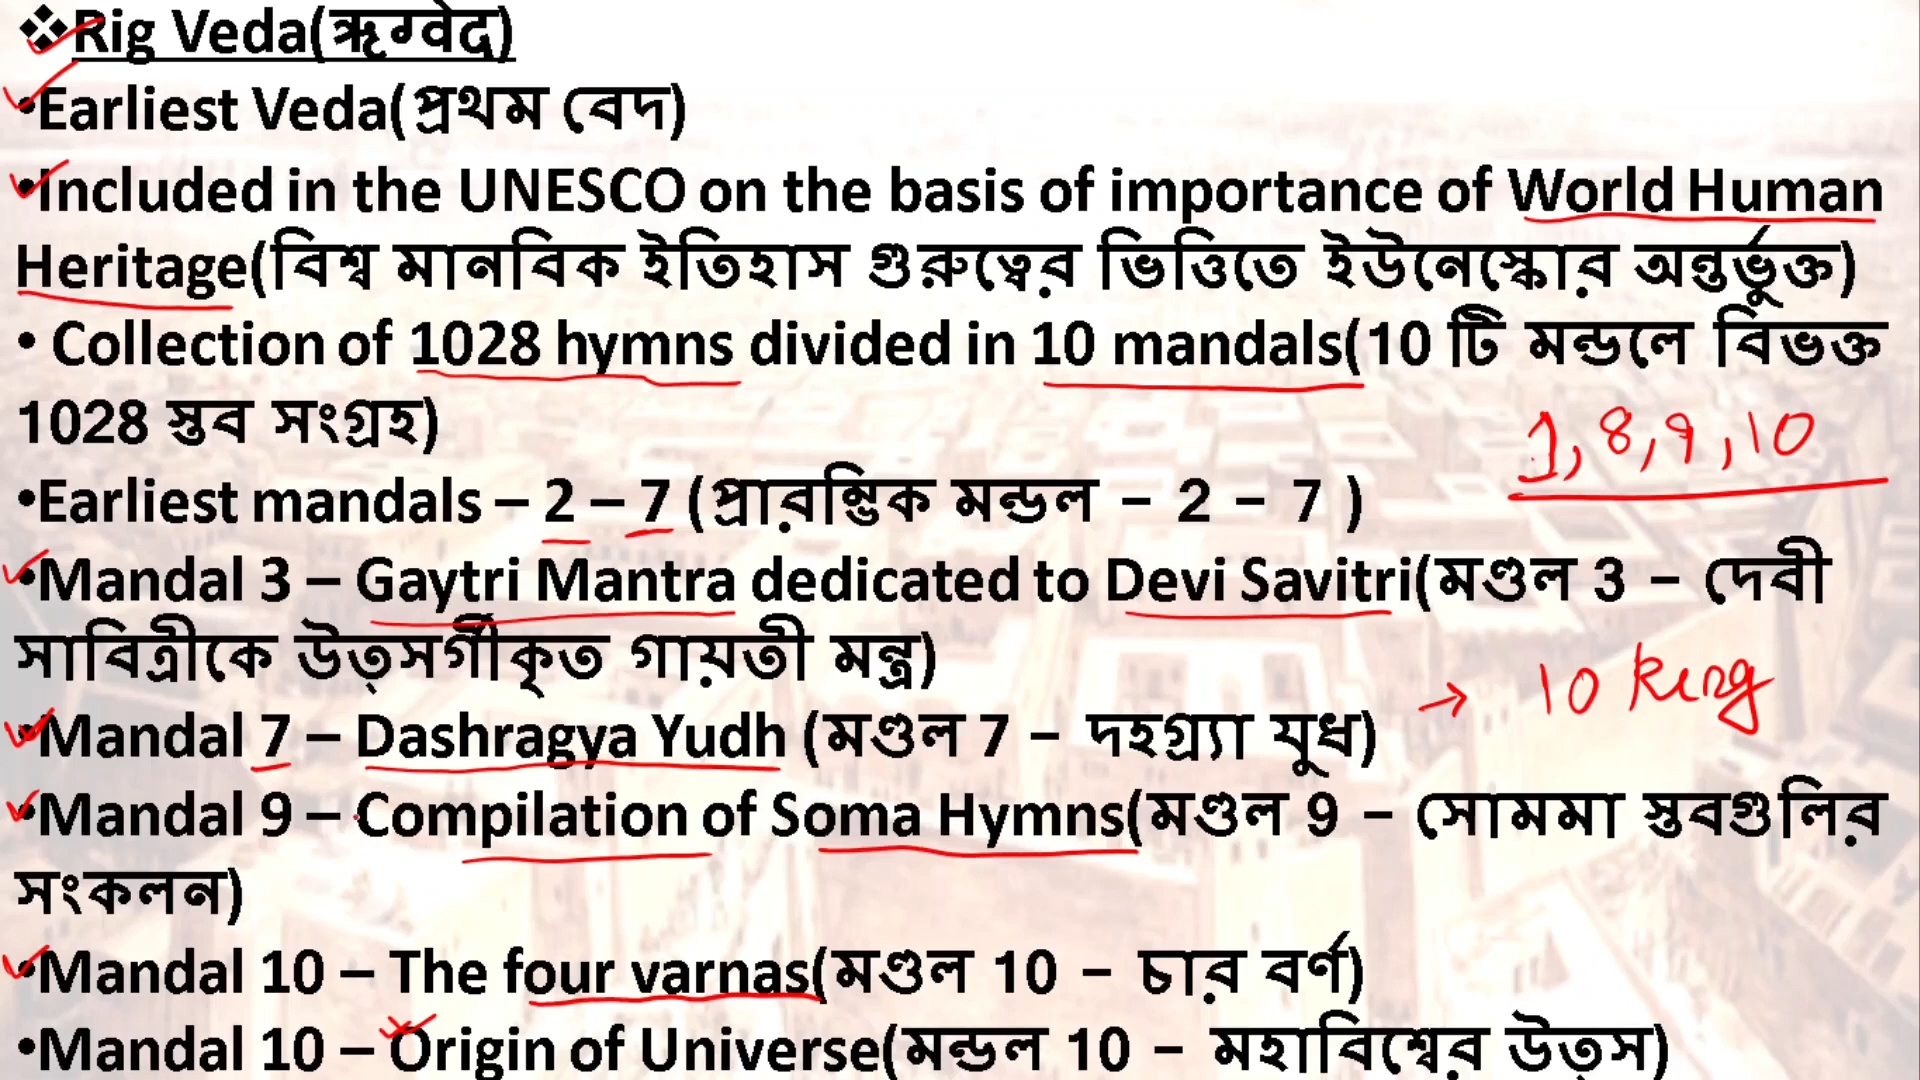 ❖Rig Veda(ঋগ্বেদ)
•Earliest Veda(প্রথম বেদ)
•Included in the UNESCO on the basis of importance of World Human
Heritage(বিশ্ব মানবিক ইতিহাস গুরুত্বের ভিত্তিতে ইউনেস্কোর অন্তর্ভুক্ত)
• Collection of 1028 hymns divided in 10 mandals(10 টি মন্ডলে বিভক্ত
1028 স্তব সংগ্রহ)
1, 8, 9, 10
•Earliest mandals – 2 – 7 (প্রারম্ভিক মন্ডল – 2 – 7 )
•Mandal 3 – Gaytri Mantra dedicated to Devi Savitri(মণ্ডল 3 – দেবী
সাবিত্রীকে উত্সর্গীকৃত গায়তী মন্ত্র)
→ 10 King
•Mandal 7 – Dashragya Yudh (মণ্ডল 7 – দহগ্র্যা যুধ)
•Mandal 9 – Compilation of Soma Hymns(মণ্ডল 9 – সোমমা স্তবগুলির
সংকলন)
•Mandal 10 – The four varnas(মণ্ডল 10 – চার বর্ণ)
•Mandal 10 – Origin of Universe(মন্ডল 10 – মহাবিশ্বের উত্স)